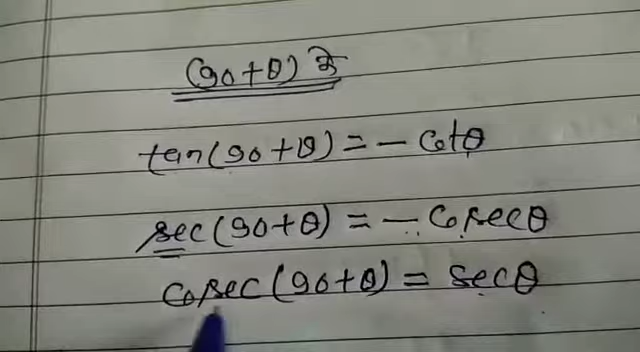 (90+θ) में
tan(90+θ) = - Cotθ
sec(90+θ) = - Cosecθ
Cosec(90+θ) = secθ